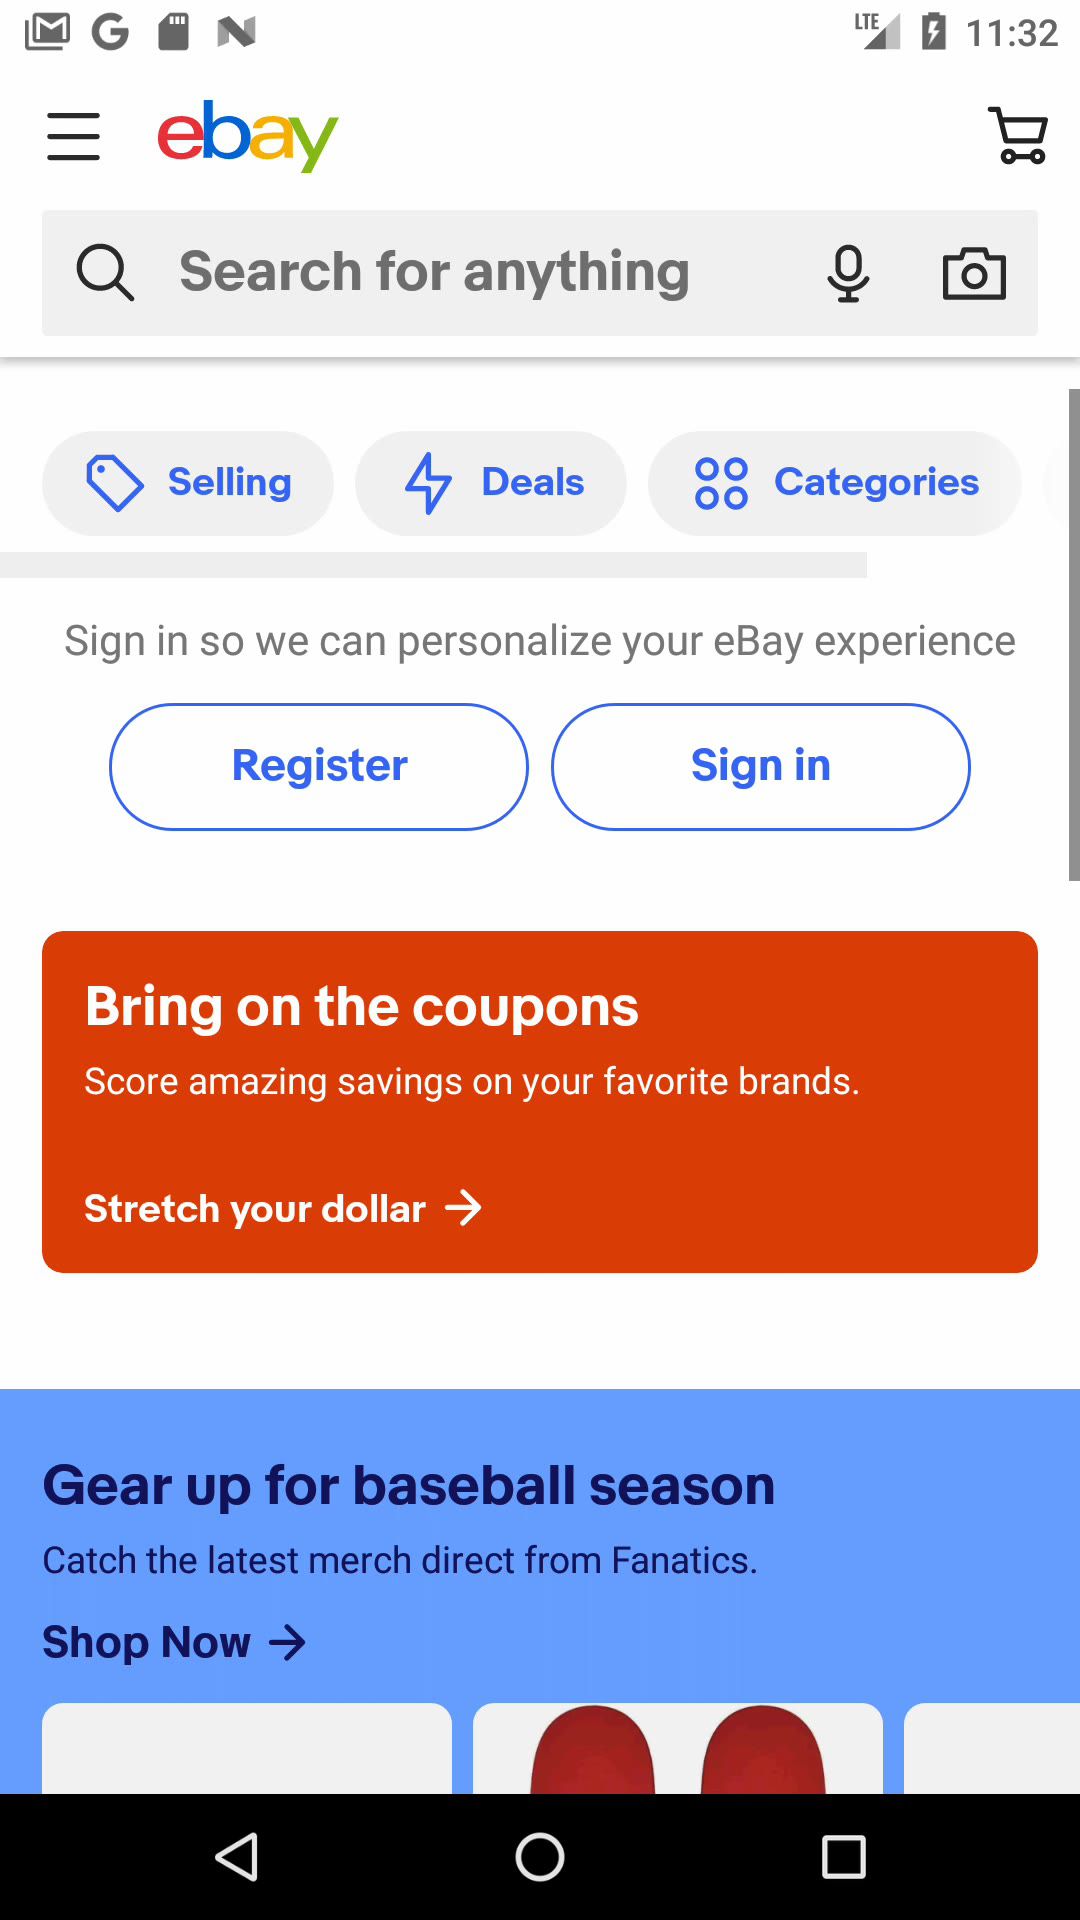 LTE 11:32
ebay
Search for anything
Selling Deals Categories
Sign in so we can personalize your eBay experience
Register Sign in
Bring on the coupons
Score amazing savings on your favorite brands.
Stretch your dollar
Gear up for baseball season
Catch the latest merch direct from Fanatics.
Shop Now